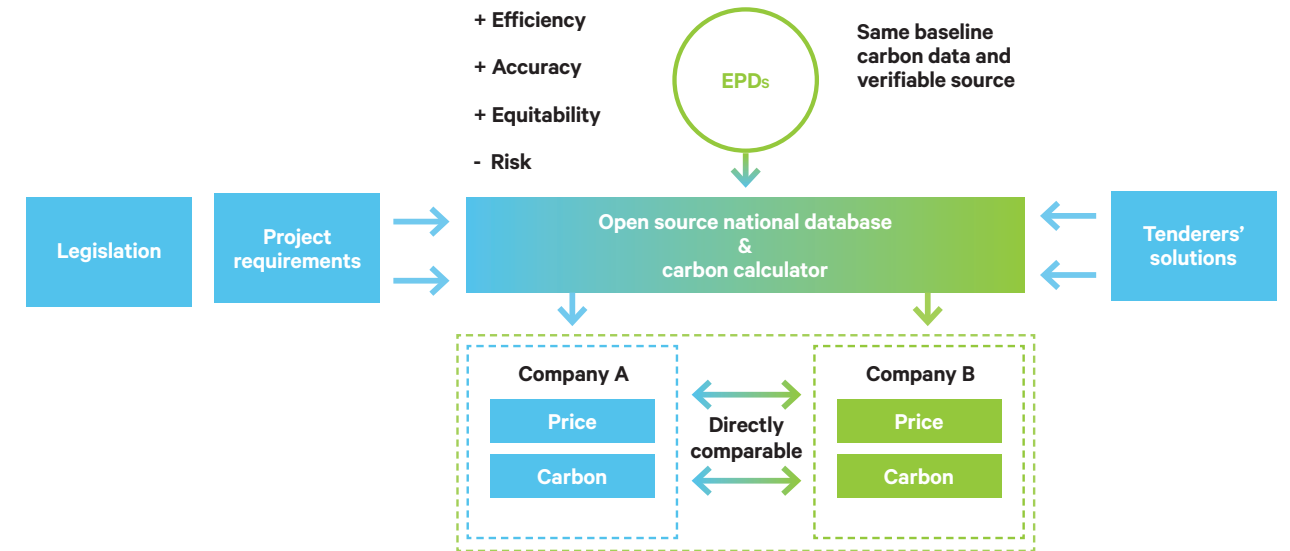 + Efficiency
+ Accuracy
+ Equitability
- Risk
EPDs
Same baseline
carbon data and
verifiable source
Legislation
Project
requirements
Open source national database
&
carbon calculator
Tenderers'
solutions
Company A
Price
Carbon
Directly
comparable
Company B
Price
Carbon